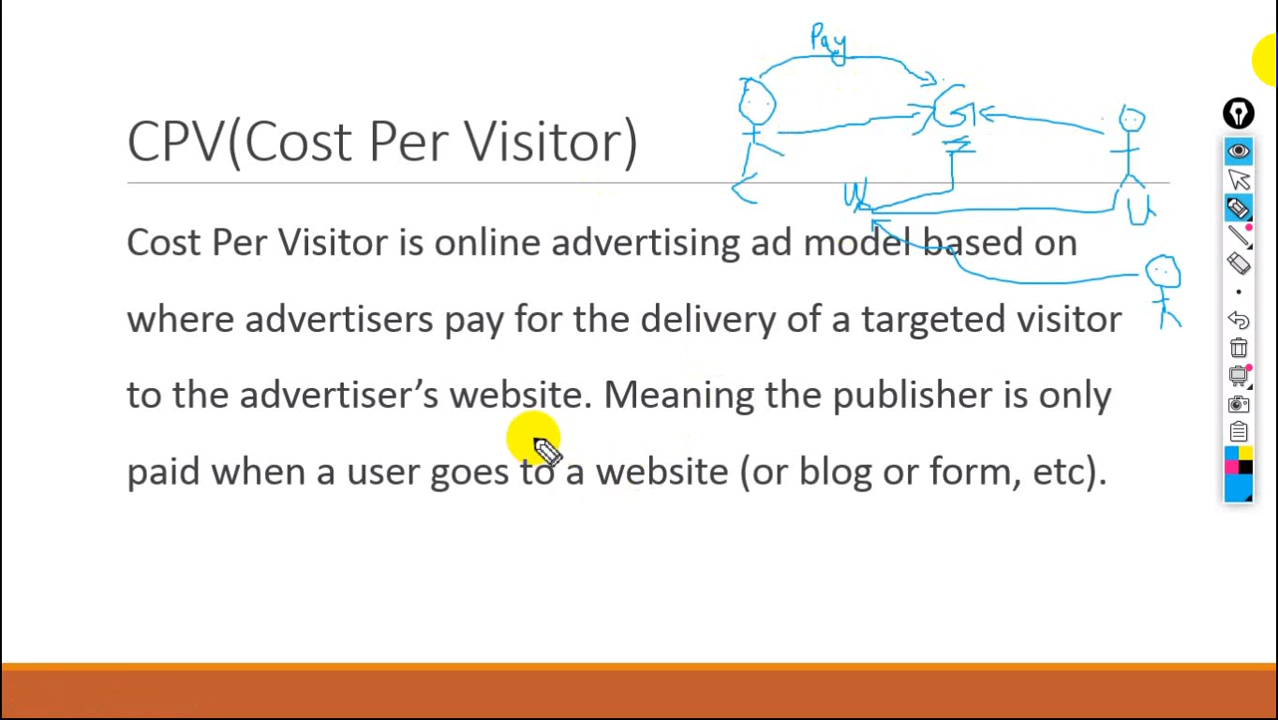 Pay
G
CPV(Cost Per Visitor)
W
U
Cost Per Visitor is online advertising ad model based on
where advertisers pay for the delivery of a targeted visitor
to the advertiser’s website. Meaning the publisher is only
paid when a user goes to a website (or blog or form, etc).